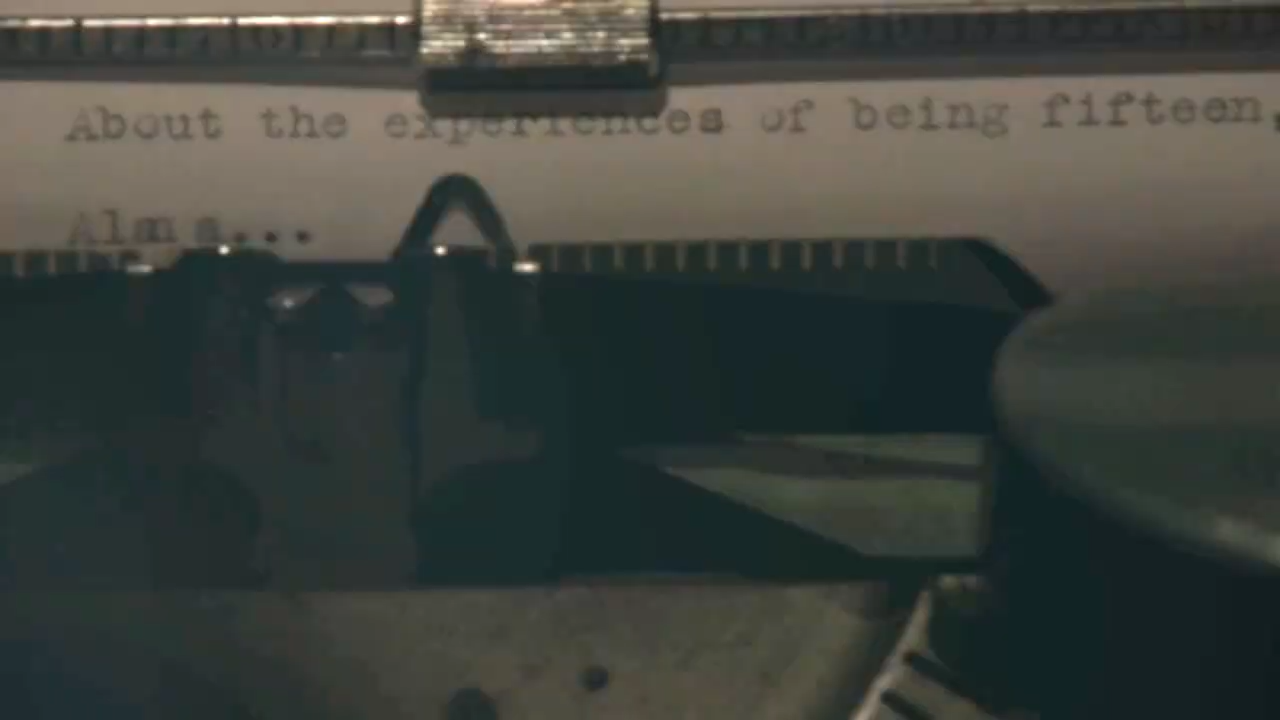 About the experiences of being fifteen,
Alma...